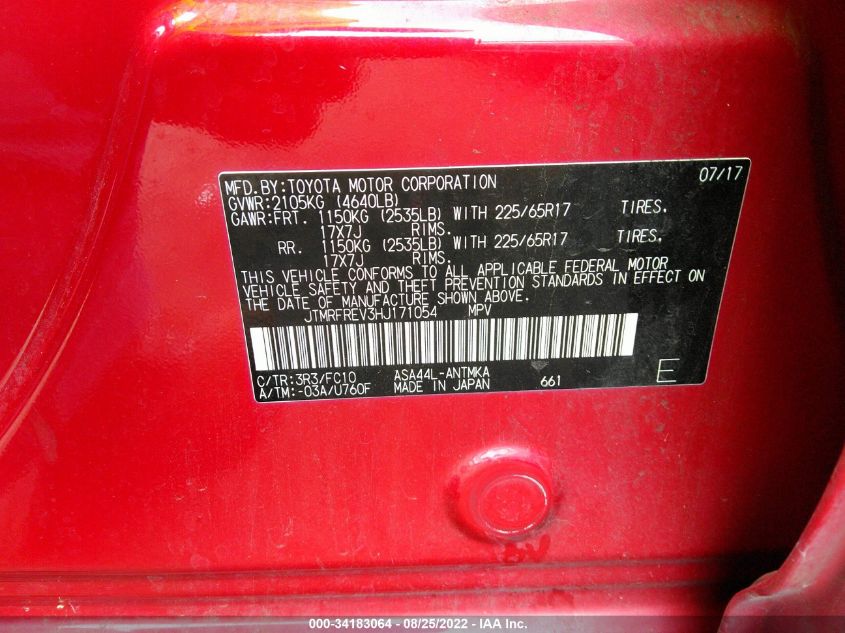 MFD.BY:TOYOTA MOTOR CORPORATION 07/17
GVWR:2105KG (4640LB)
GAWR:FRT. 1150KG (2535LB) WITH 225/65R17 TIRES,
17X7J RIMS.
RR. 1150KG (2535LB) WITH 225/65R17 TIRES,
17X7J RIMS.
THIS VEHICLE CONFORMS TO ALL APPLICABLE FEDERAL MOTOR
VEHICLE SAFETY AND THEFT PREVENTION STANDARDS IN EFFECT ON
THE DATE OF MANUFACTURE SHOWN ABOVE.
JTMRFREV3HJ171054 MPV
C/TR:3R3/FC10 ASA44L-ANTMKA
A/TM:-03A/U760F MADE IN JAPAN 661 E
000-34183064 - 08/25/2022 - IAA Inc.